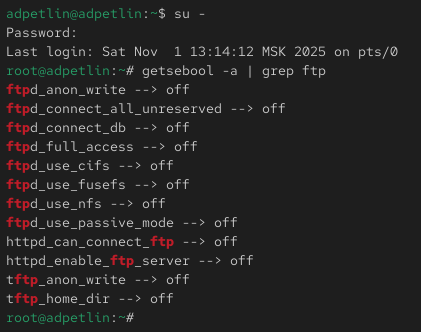 adpetlin@adpetlin:~$ su -
Password:
Last login: Sat Nov  1 13:14:12 MSK 2025 on pts/0
root@adpetlin:~# getsebool -a | grep ftp
ftpd_anon_write --> off
ftpd_connect_all_unreserved --> off
ftpd_connect_db --> off
ftpd_full_access --> off
ftpd_use_cifs --> off
ftpd_use_fusefs --> off
ftpd_use_nfs --> off
ftpd_use_passive_mode --> off
httpd_can_connect_ftp --> off
httpd_enable_ftp_server --> off
tftp_anon_write --> off
tftp_home_dir --> off
root@adpetlin:~#